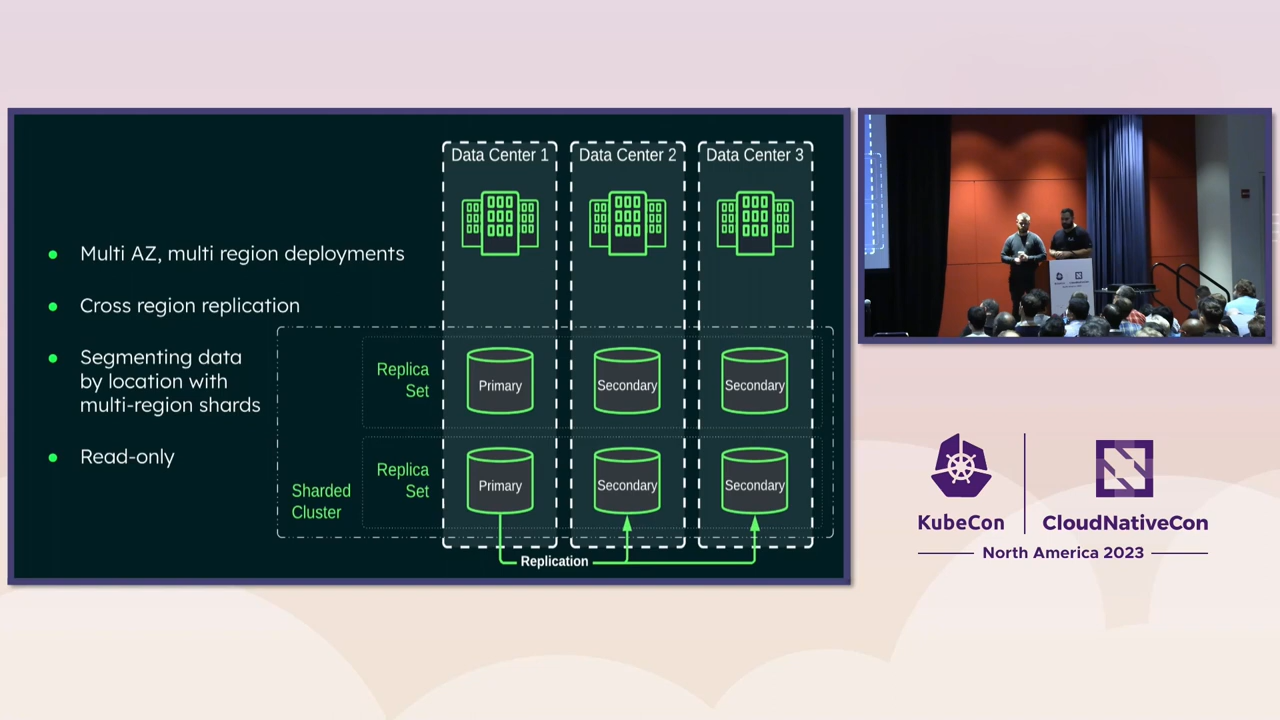 Multi AZ, multi region deployments
Cross region replication
Segmenting data
by location with
multi-region shards
Read-only
Data Center 1
Data Center 2
Data Center 3
Replica
Set
Primary
Secondary
Secondary
Replica
Set
Primary
Secondary
Secondary
Sharded
Cluster
Replication
KubeCon
CloudNativeCon
North America 2023